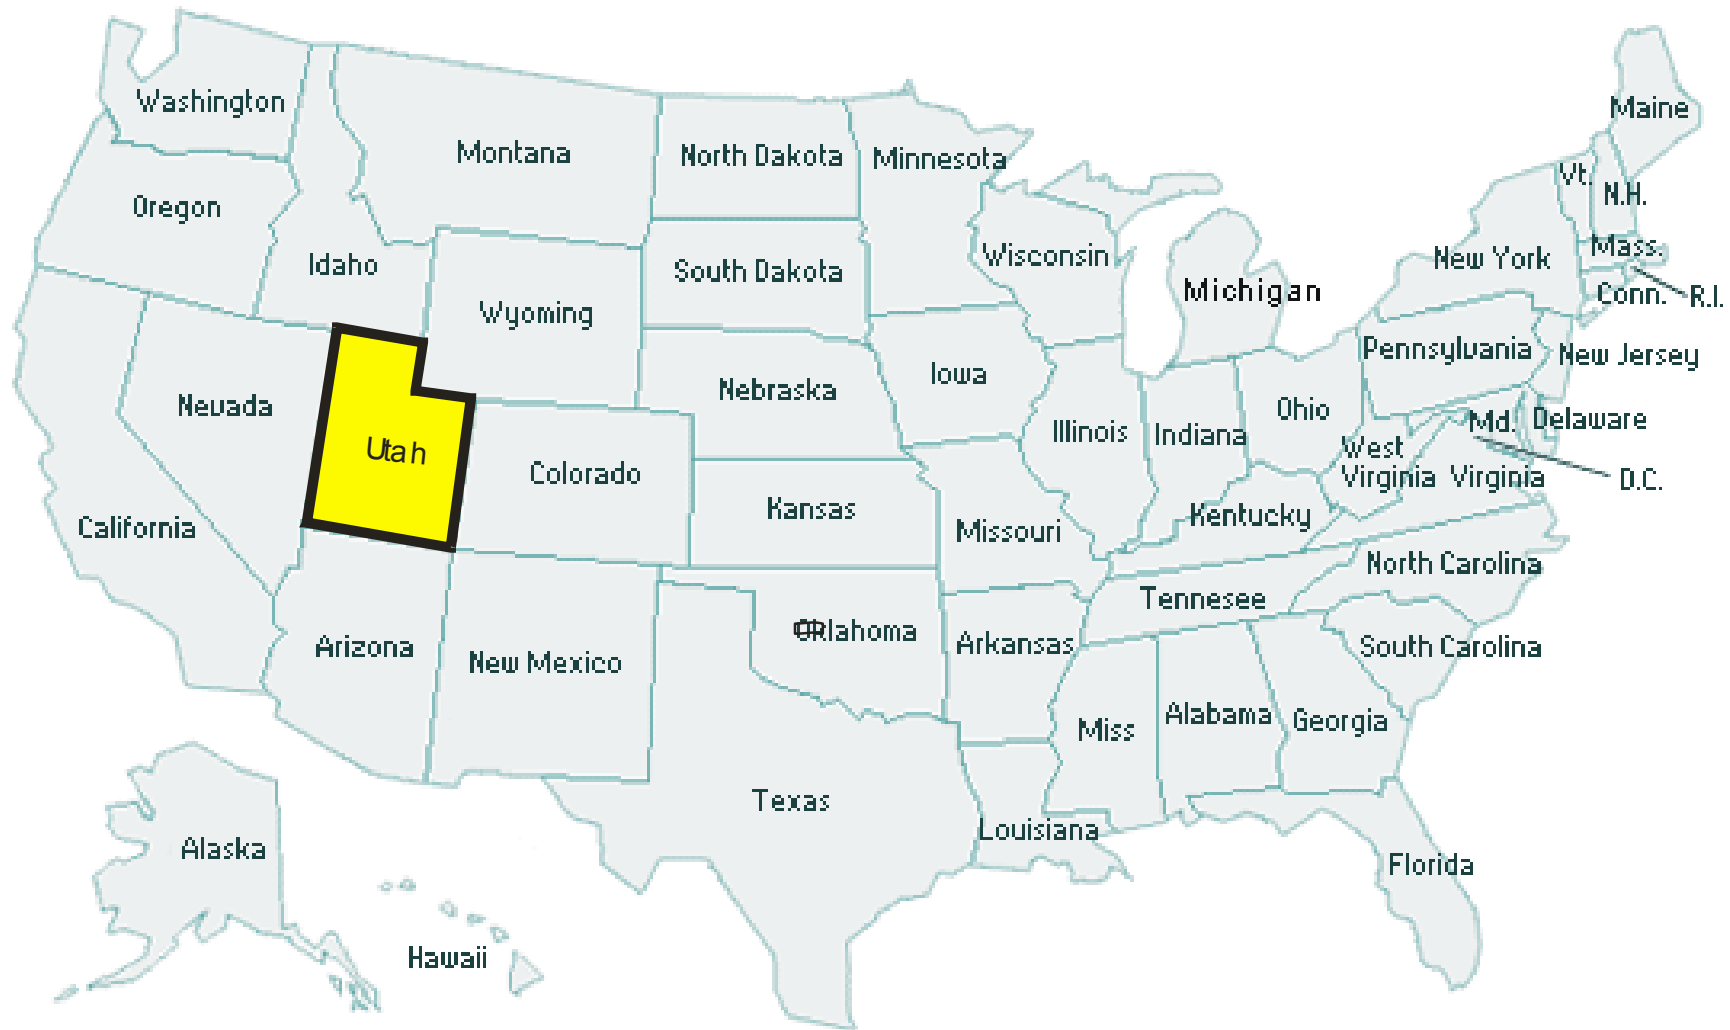 Washington
Montana
North Dakota
Minnesota
Maine
Oregon
Idaho
Wyoming
South Dakota
Wisconsin
Michigan
New York
Vt.
N.H.
Mass.
Conn.
R.I.
Nevada
Utah
Colorado
Nebraska
Iowa
Illinois
Indiana
Ohio
Pennsylvania
New Jersey
Md.
Delaware
West
Virginia
Virginia
D.C.
California
Kansas
Missouri
Kentucky
North Carolina
Arizona
New Mexico
Oklahoma
Arkansas
Tennesee
South Carolina
Texas
Louisiana
Miss
Alabama
Georgia
Florida
Alaska
Hawaii